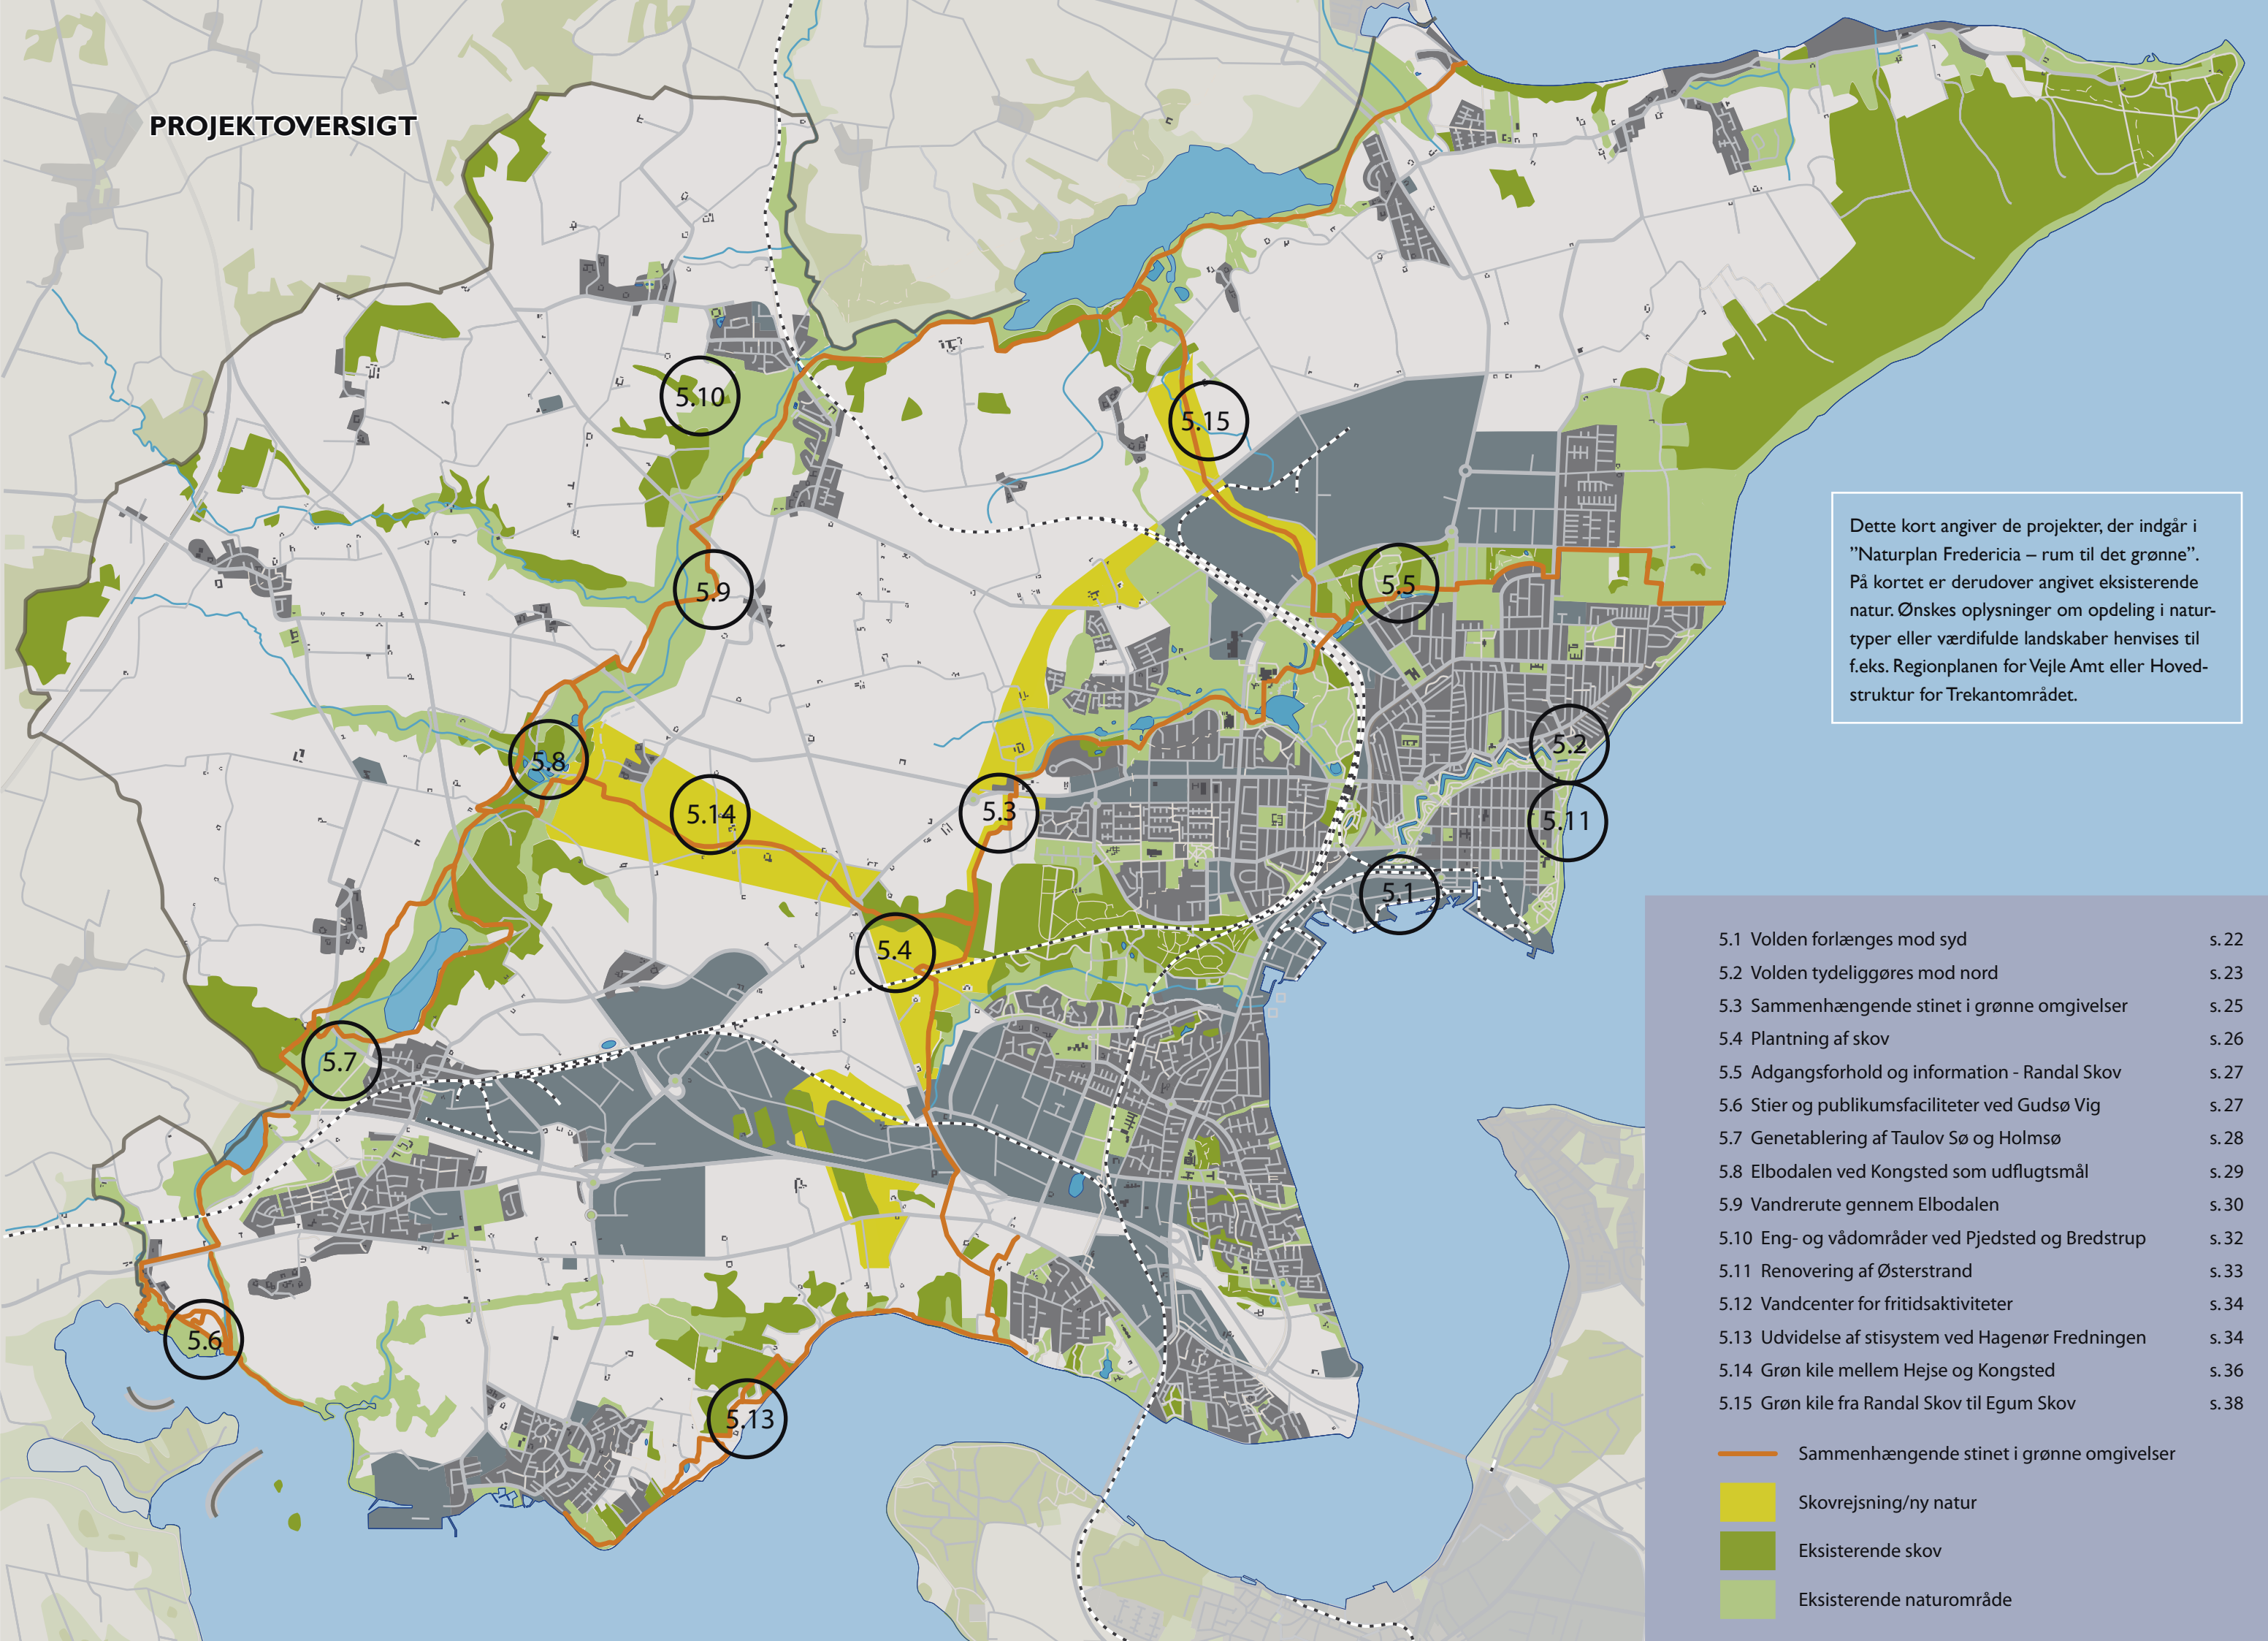 PROJEKTOVERSIGT
5.10
5.15
5.9
5.5
5.8
5.2
5.14
5.3
5.11
5.1
5.4
5.7
5.6
5.13
Dette kort angiver de projekter, der indgår i
”Naturplan Fredericia – rum til det grønne”.
På kortet er derudover angivet eksisterende
natur. Ønskes oplysninger om opdeling i natur-
typer eller værdifulde landskaber henvises til
f.eks. Regionplanen for Vejle Amt eller Hoved-
struktur for Trekantområdet.
5.1 Volden forlænges mod syd s. 22
5.2 Volden tydeliggøres mod nord s. 23
5.3 Sammenhængende stinet i grønne omgivelser s. 25
5.4 Plantning af skov s. 26
5.5 Adgangsforhold og information - Randal Skov s. 27
5.6 Stier og publikumsfaciliteter ved Gudsø Vig s. 27
5.7 Genetablering af Taulov Sø og Holmsø s. 28
5.8 Elbodalen ved Kongsted som udflugtsmål s. 29
5.9 Vandrerute gennem Elbodalen s. 30
5.10 Eng- og vådområder ved Pjedsted og Bredstrup s. 32
5.11 Renovering af Østerstrand s. 33
5.12 Vandcenter for fritidsaktiviteter s. 34
5.13 Udvidelse af stisystem ved Hagenør Fredningen s. 34
5.14 Grøn kile mellem Hejse og Kongsted s. 36
5.15 Grøn kile fra Randal Skov til Egum Skov s. 38
Sammenhængende stinet i grønne omgivelser
Skovrejsning/ny natur
Eksisterende skov
Eksisterende naturområde